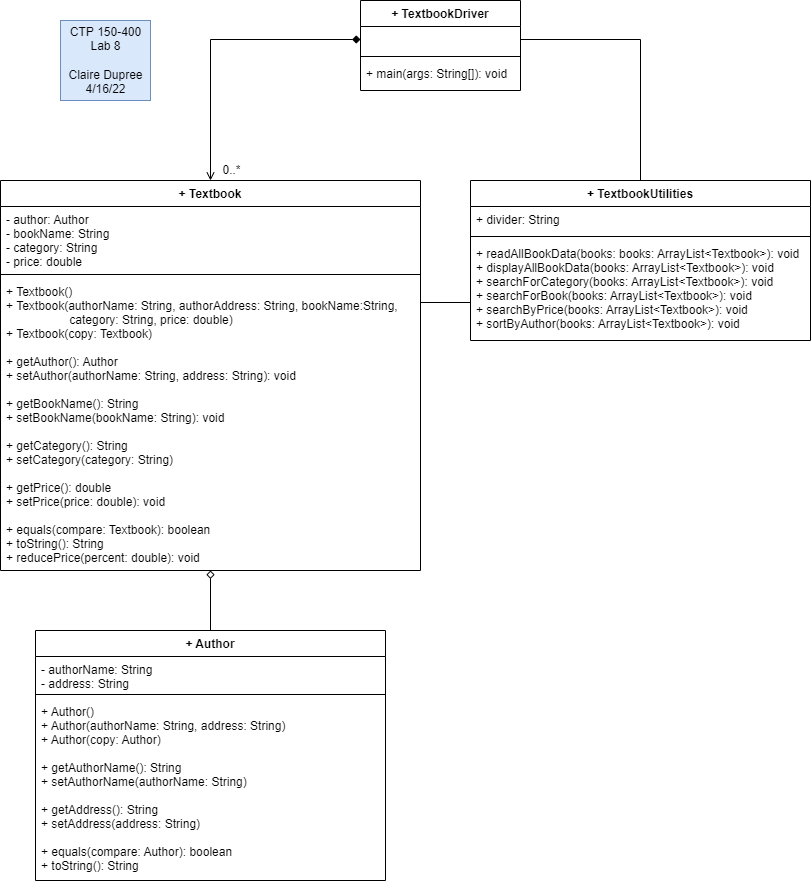 CTP 150-400
Lab 8
Claire Dupree
4/16/22
+ TextbookDriver
+ main(args: String[]): void
0..*
+ Textbook
- author: Author
- bookName: String
- category: String
- price: double
+ Textbook()
+ Textbook(authorName: String, authorAddress: String, bookName:String,
category: String, price: double)
+ Textbook(copy: Textbook)
+ getAuthor(): Author
+ setAuthor(authorName: String, address: String): void
+ getBookName(): String
+ setBookName(bookName: String): void
+ getCategory(): String
+ setCategory(category: String)
+ getPrice(): double
+ setPrice(price: double): void
+ equals(compare: Textbook): boolean
+ toString(): String
+ reducePrice(percent: double): void
+ TextbookUtilities
+ divider: String
+ readAllBookData(books: books: ArrayList<Textbook>): void
+ displayAllBookData(books: ArrayList<Textbook>): void
+ searchForCategory(books: ArrayList<Textbook>): void
+ searchForBook(books: ArrayList<Textbook>): void
+ searchByPrice(books: ArrayList<Textbook>): void
+ sortByAuthor(books: ArrayList<Textbook>): void
+ Author
- authorName: String
- address: String
+ Author()
+ Author(authorName: String, address: String)
+ Author(copy: Author)
+ getAuthorName(): String
+ setAuthorName(authorName: String)
+ getAddress(): String
+ setAddress(address: String)
+ equals(compare: Author): boolean
+ toString(): String